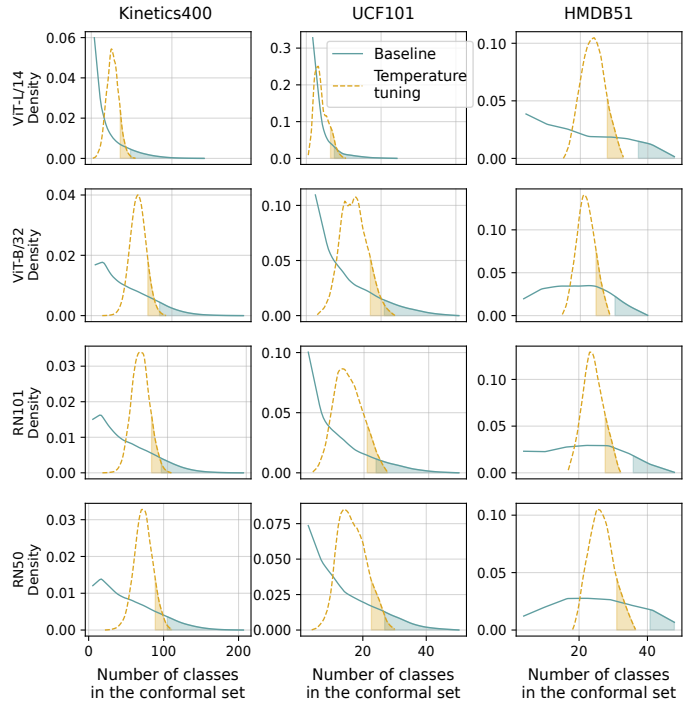 Kinetics400 UCF101 HMDB51
ViT-L/14
Density
0.06
0.04
0.02
0.00
0.3
0.2
0.1
0.0
Baseline
Temperature
tuning
0.10
0.05
0.00
ViT-B/32
Density
0.04
0.02
0.00
0.10
0.05
0.00
0.10
0.05
0.00
RN101
Density
0.03
0.02
0.01
0.00
0.10
0.05
0.00
0.10
0.05
0.00
RN50
Density
0.03
0.02
0.01
0.00
0.075
0.050
0.025
0.000
0.10
0.05
0.00
0 100 200
20 40
20 40
Number of classes
in the conformal set
Number of classes
in the conformal set
Number of classes
in the conformal set